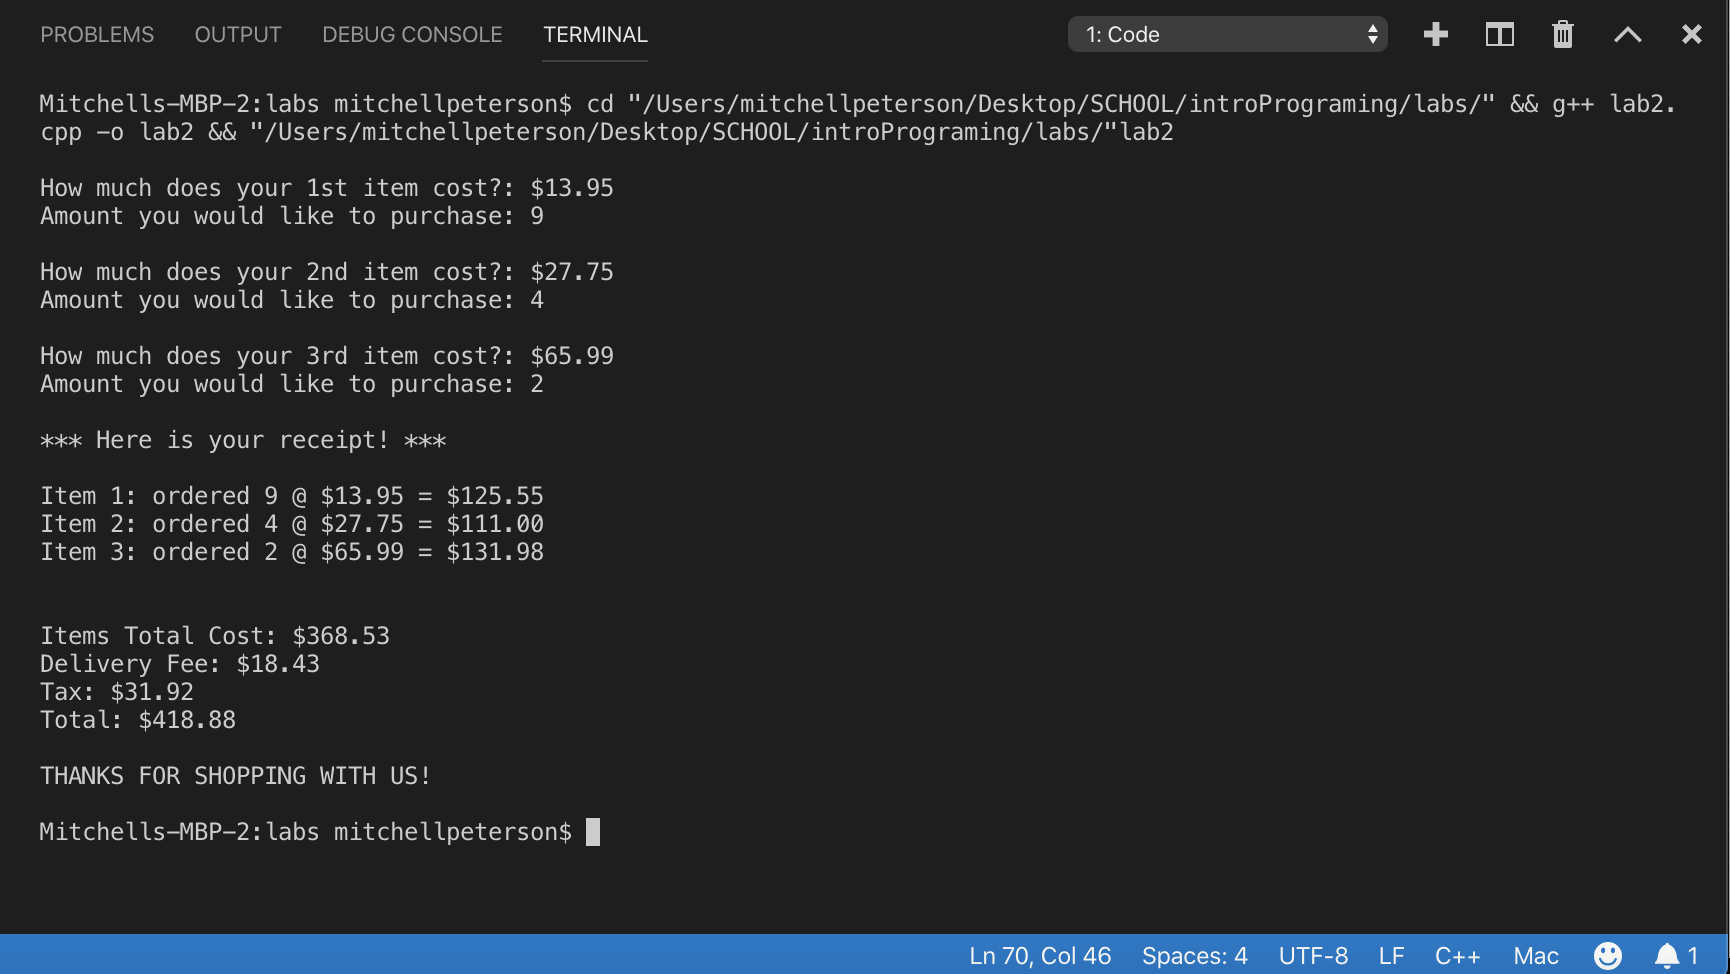 PROBLEMS OUTPUT DEBUG CONSOLE TERMINAL 1: Code
Mitchells-MBP-2:labs mitchellpeterson$ cd "/Users/mitchellpeterson/Desktop/SCHOOL/introPrograming/labs/" && g++ lab2.
cpp -o lab2 && "/Users/mitchellpeterson/Desktop/SCHOOL/introPrograming/labs/"lab2
How much does your 1st item cost?: $13.95
Amount you would like to purchase: 9
How much does your 2nd item cost?: $27.75
Amount you would like to purchase: 4
How much does your 3rd item cost?: $65.99
Amount you would like to purchase: 2
*** Here is your receipt! ***
Item 1: ordered 9 @ $13.95 = $125.55
Item 2: ordered 4 @ $27.75 = $111.00
Item 3: ordered 2 @ $65.99 = $131.98
Items Total Cost: $368.53
Delivery Fee: $18.43
Tax: $31.92
Total: $418.88
THANKS FOR SHOPPING WITH US!
Mitchells-MBP-2:labs mitchellpeterson$
Ln 70, Col 46 Spaces: 4 UTF-8 LF C++ Mac 1